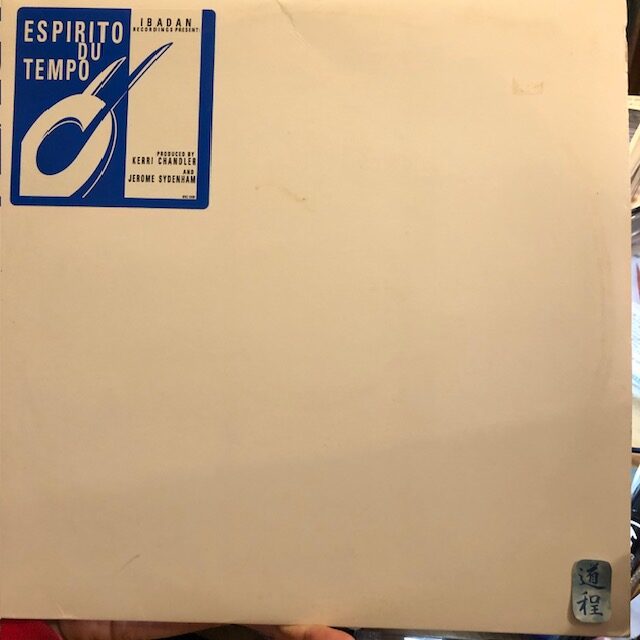 ESPIRITO
DU
TEMPO
IBADAN
RECORDINGS PRESENT:
PRODUCED BY
KERRI CHANDLER
AND
JEROME SYDENHAM
道
程